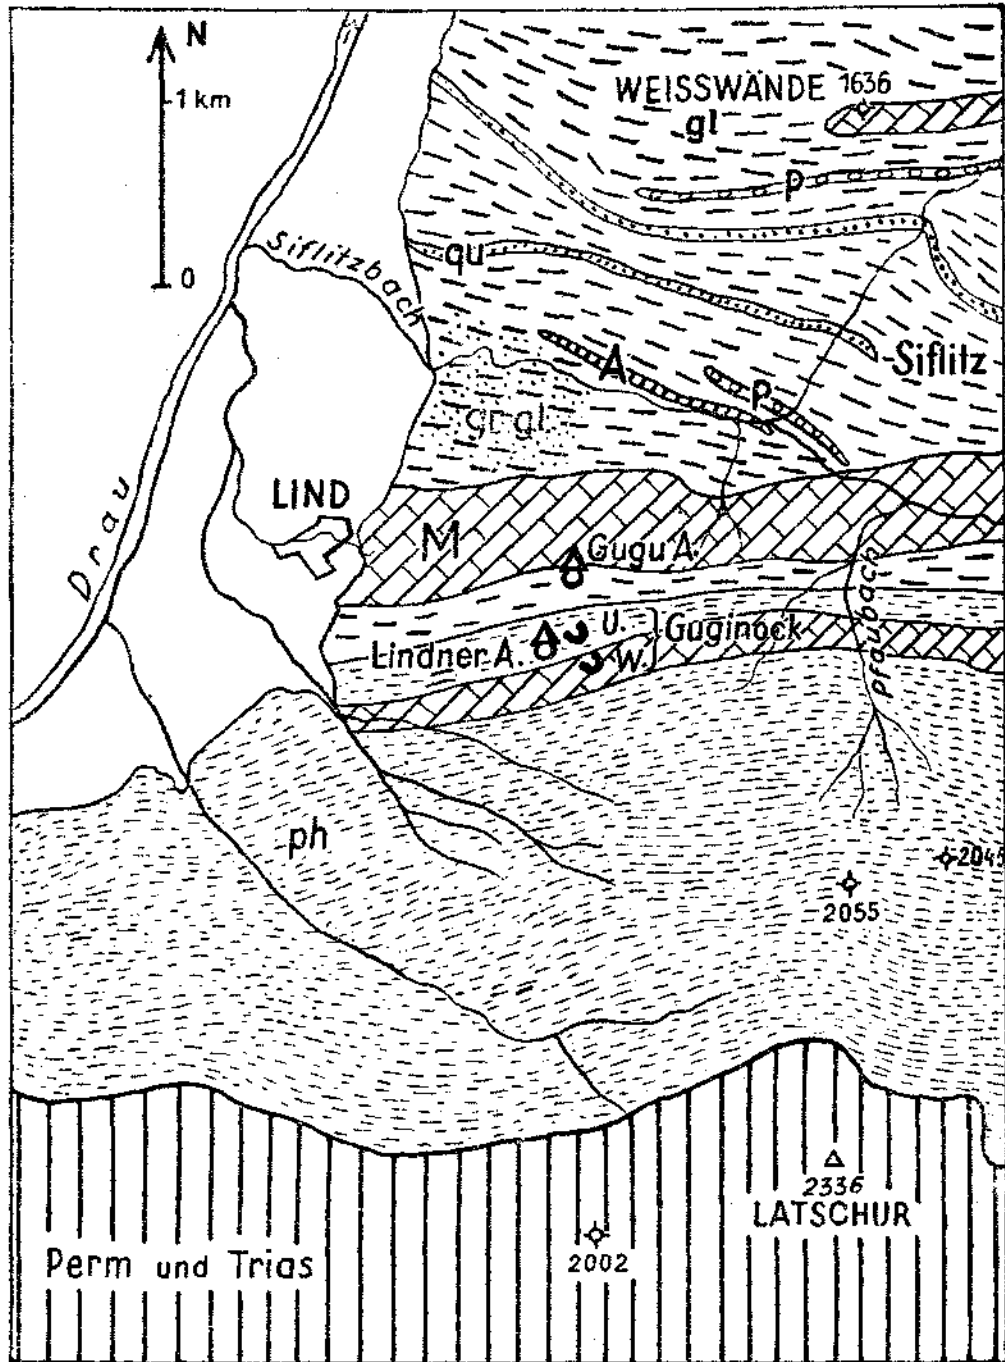 N
1 km
0
WEISSWÄNDE 1636
gl
p
Siflitzbach
qu
Siflitz
A
p
gr gl
Drau
LIND
M
Gugu A.
Pfaubach
U.
Guginock
Lindner A.
W.
ph
2045
2055
2336
LATSCHUR
2002
Perm und Trias